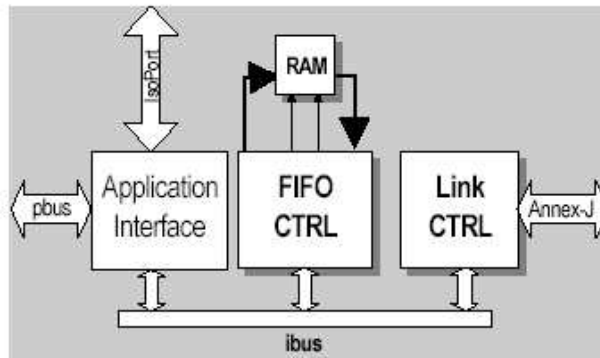 IsoPort
RAM
pbus
Application
Interface
FIFO
CTRL
Link
CTRL
Annex-J
ibus